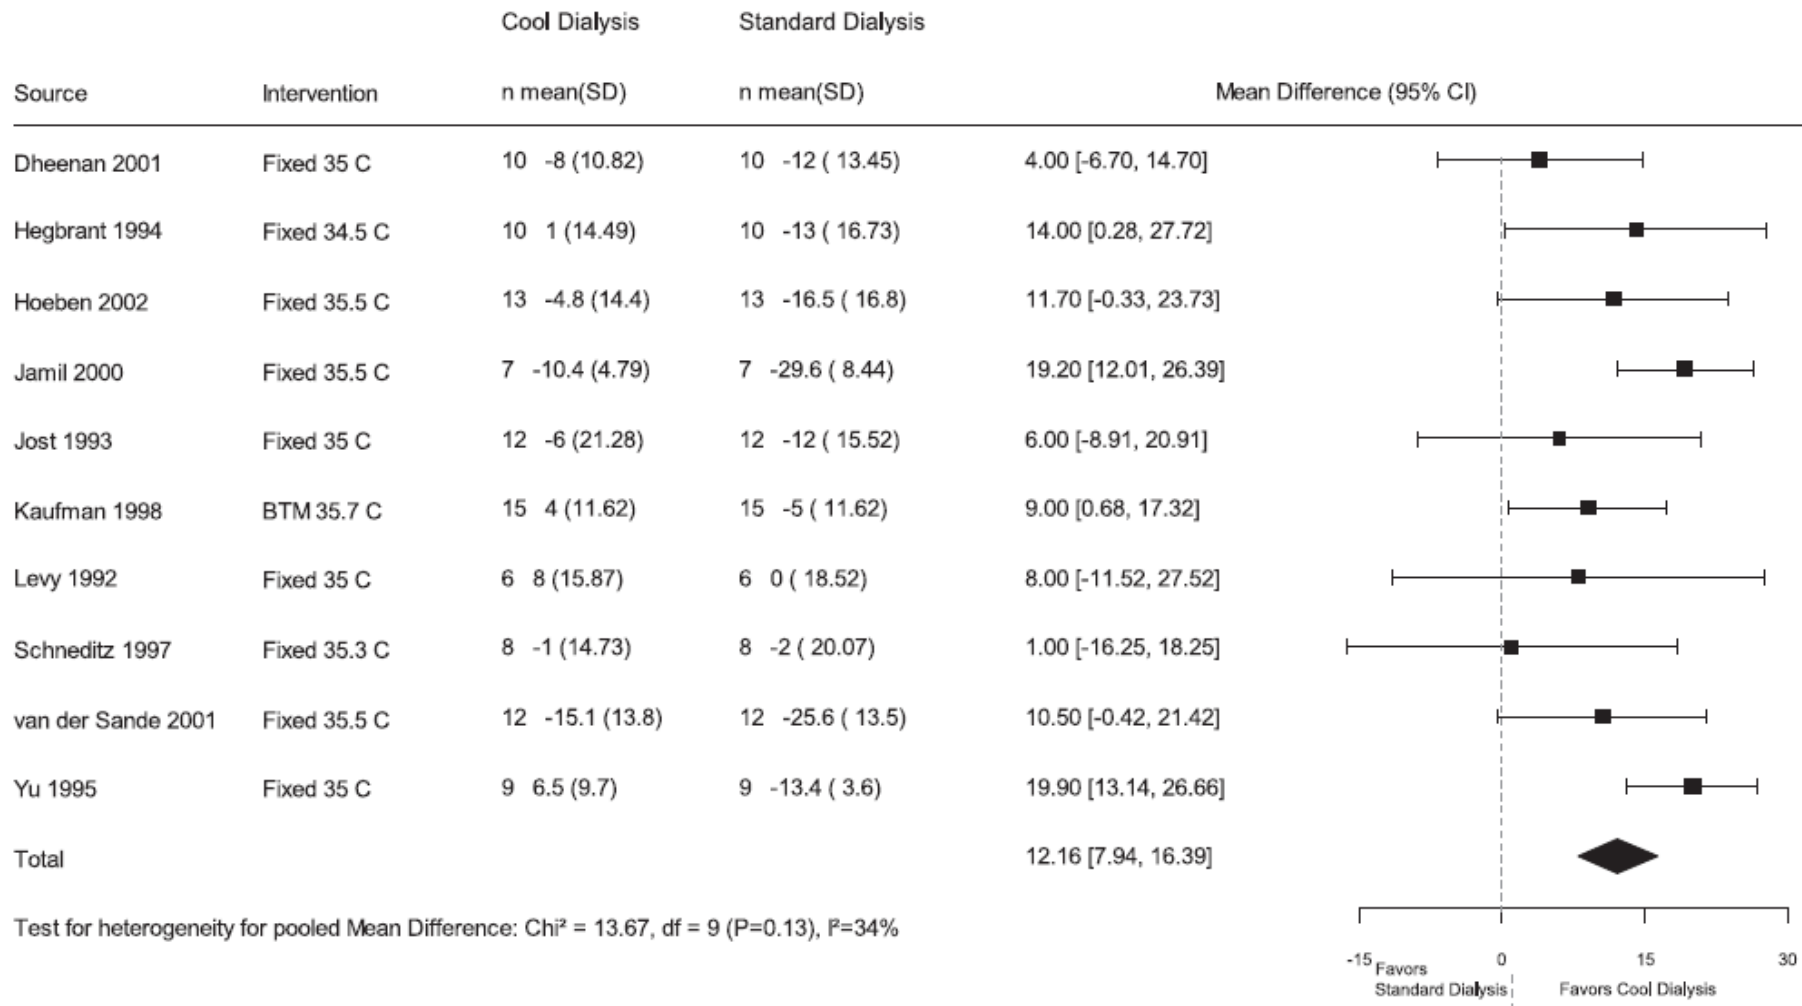 Cool Dialysis Standard Dialysis
Source Intervention n mean(SD) n mean(SD) Mean Difference (95% CI)
Dheenan 2001 Fixed 35 C 10 -8 (10.82) 10 -12 ( 13.45) 4.00 [-6.70, 14.70]
Hegbrant 1994 Fixed 34.5 C 10 1 (14.49) 10 -13 ( 16.73) 14.00 [0.28, 27.72]
Hoeben 2002 Fixed 35.5 C 13 -4.8 (14.4) 13 -16.5 ( 16.8) 11.70 [-0.33, 23.73]
Jamil 2000 Fixed 35.5 C 7 -10.4 (4.79) 7 -29.6 ( 8.44) 19.20 [12.01, 26.39]
Jost 1993 Fixed 35 C 12 -6 (21.28) 12 -12 ( 15.52) 6.00 [-8.91, 20.91]
Kaufman 1998 BTM 35.7 C 15 4 (11.62) 15 -5 ( 11.62) 9.00 [0.68, 17.32]
Levy 1992 Fixed 35 C 6 8 (15.87) 6 0 ( 18.52) 8.00 [-11.52, 27.52]
Schneditz 1997 Fixed 35.3 C 8 -1 (14.73) 8 -2 ( 20.07) 1.00 [-16.25, 18.25]
van der Sande 2001 Fixed 35.5 C 12 -15.1 (13.8) 12 -25.6 ( 13.5) 10.50 [-0.42, 21.42]
Yu 1995 Fixed 35 C 9 6.5 (9.7) 9 -13.4 ( 3.6) 19.90 [13.14, 26.66]
Total 12.16 [7.94, 16.39]
Test for heterogeneity for pooled Mean Difference: Chi² = 13.67, df = 9 (P=0.13), I²=34%
-15 0 15 30
Favors
Standard Dialysis Favors Cool Dialysis